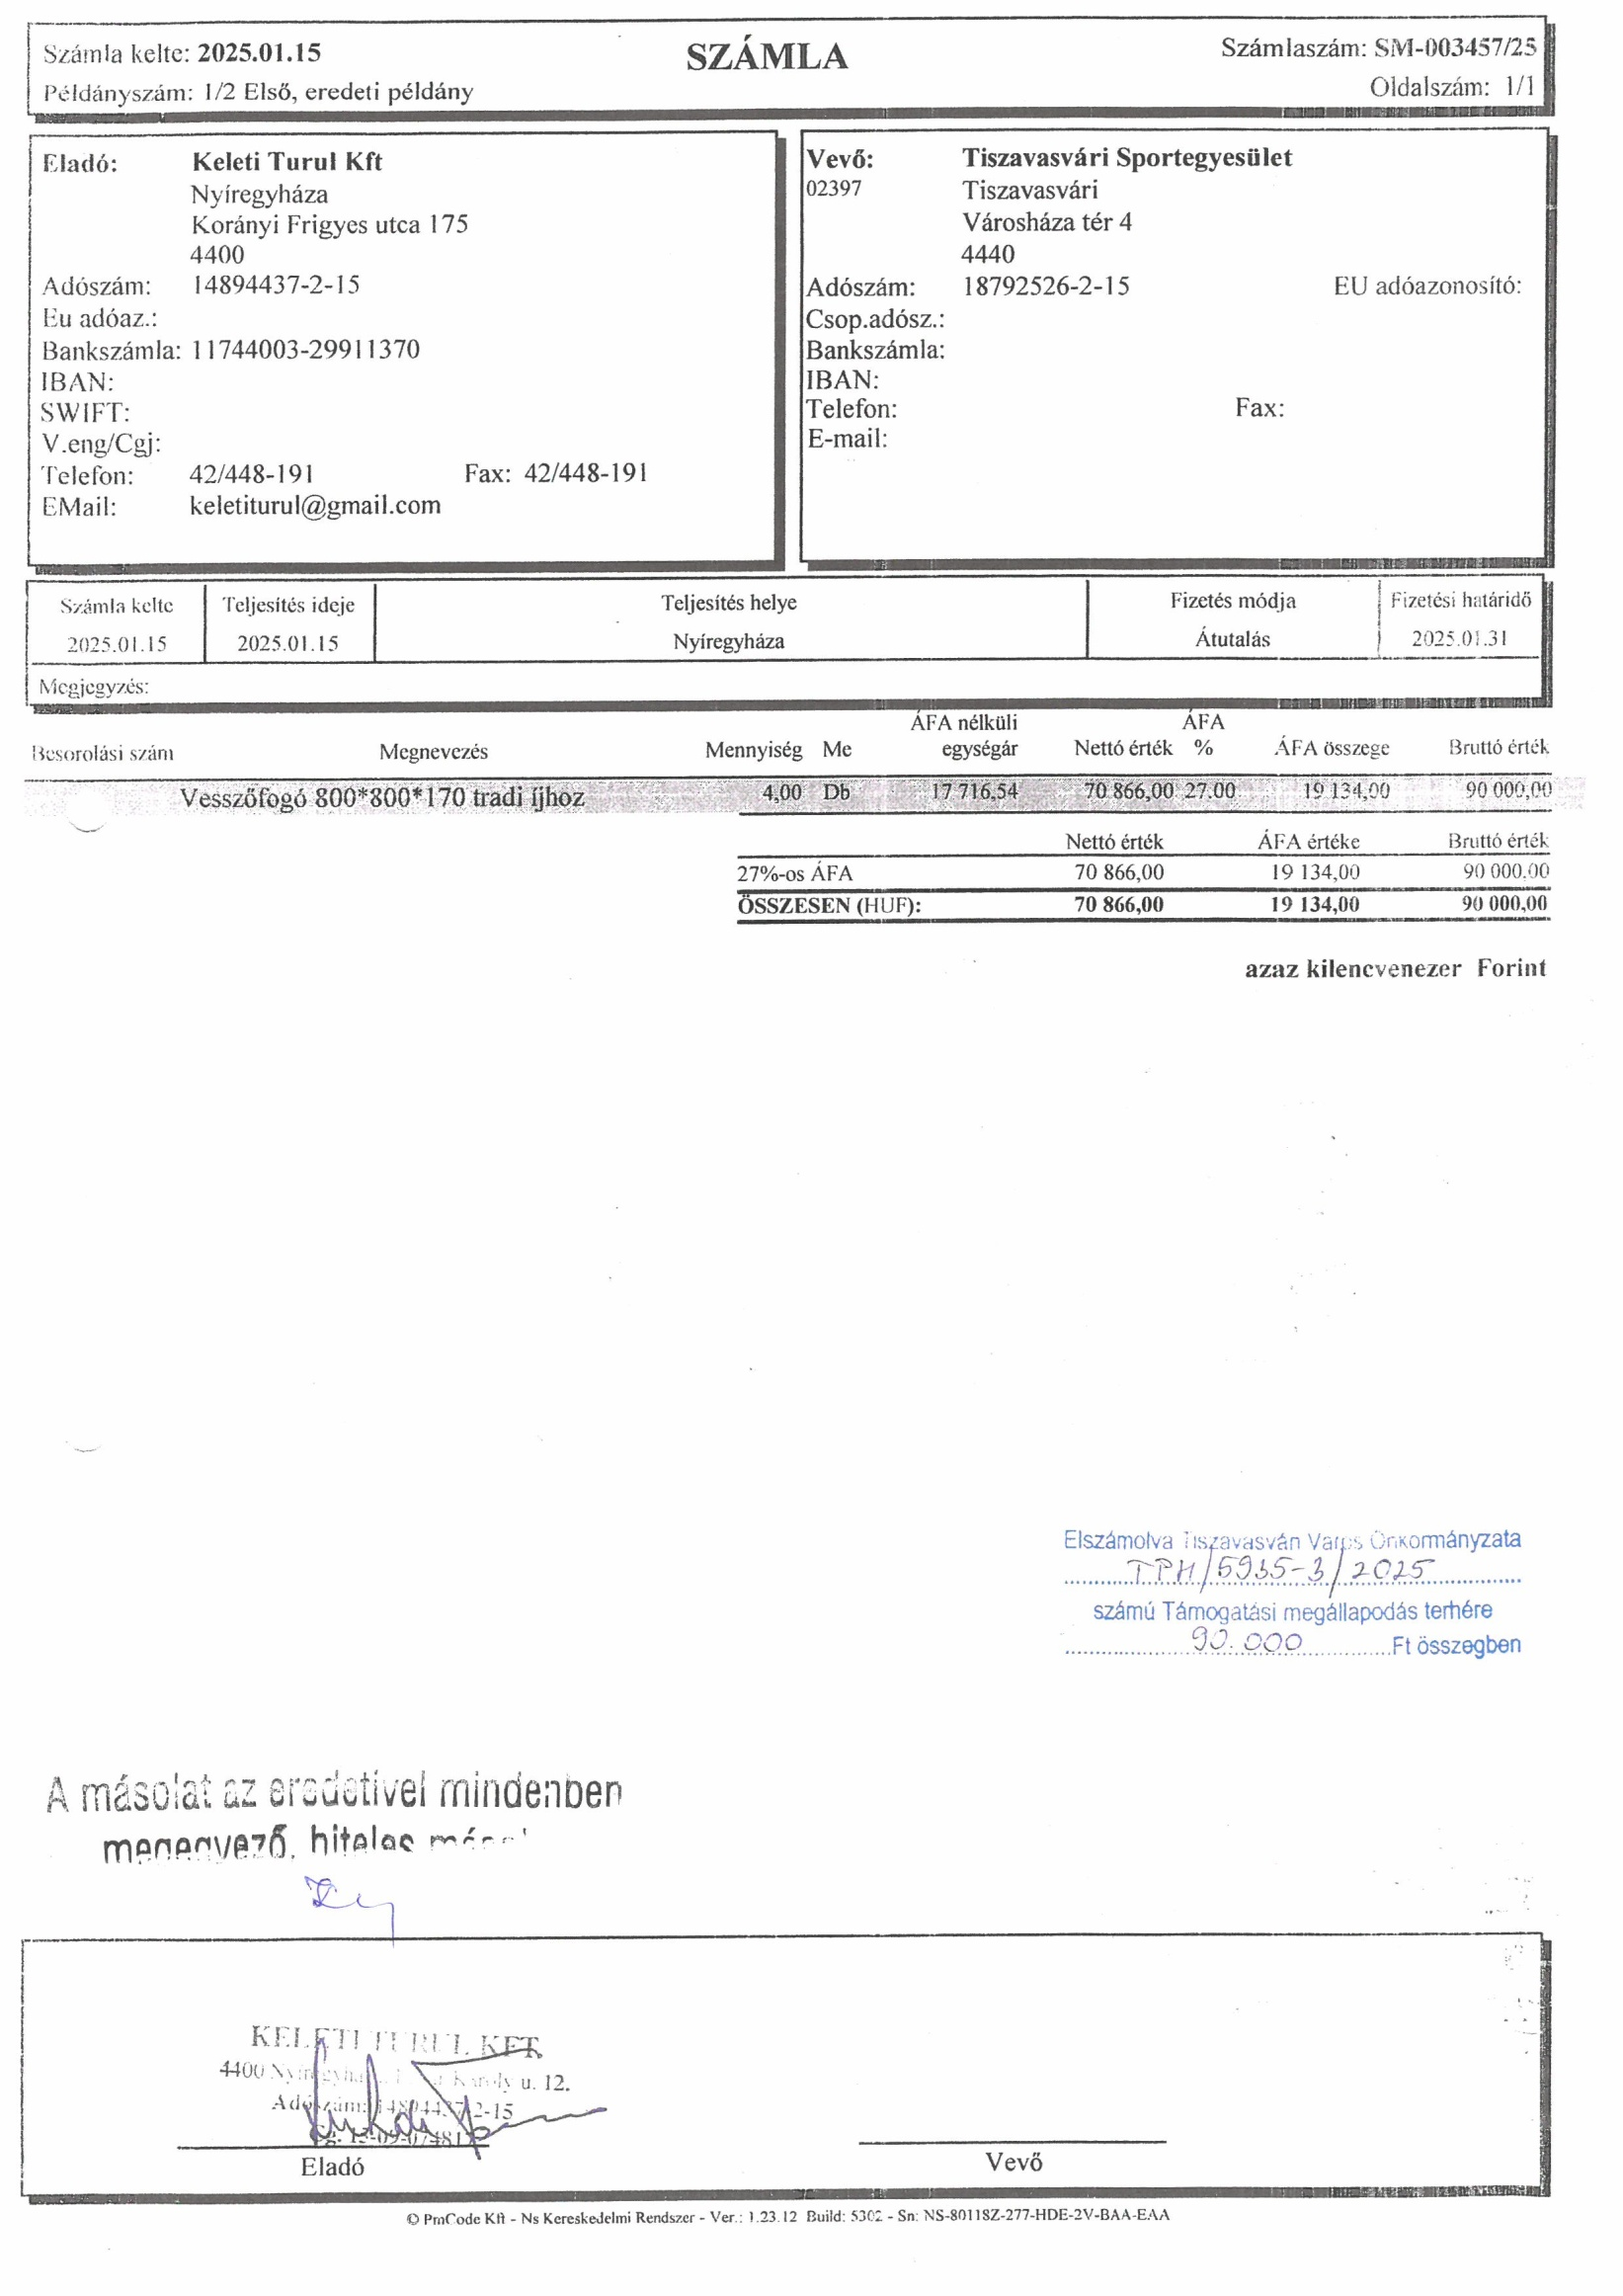 Számla kelte: 2025.01.15
SZÁMLA
Számlaszám: SM-003457/25
Példányszám: 1/2 Első, eredeti példány
Oldalszám: 1/1
Eladó: Keleti Turul Kft
Nyíregyháza
Korányi Frigyes utca 175
4400
Adószám: 14894437-2-15
Eu adóaz.:
Bankszámla: 11744003-29911370
IBAN:
SWIFT:
V.eng/Cgj:
Telefon: 42/448-191 Fax: 42/448-191
EMail: keletiturul@gmail.com
Vevő: Tiszavasvári Sportegyesület
02397 Tiszavasvári
Városháza tér 4
4440
Adószám: 18792526-2-15 EU adóazonosító:
Csop.adósz.:
Bankszámla:
IBAN:
Telefon: Fax:
E-mail:
Számla kelte Teljesítés ideje Teljesítés helye Fizetés módja Fizetési határidő
2025.01.15 2025.01.15 Nyíregyháza Átutalás 2025.01.31
Megjegyzés:
ÁFA nélküli ÁFA
Besorolási szám Megnevezés Mennyiség Me egységár Nettó érték % ÁFA összege Bruttó érték
Vesszőfogó 800*800*170 tradi íjhoz 4,00 Db 17 716,54 70 866,00 27.00 19 134,00 90 000,00
Nettó érték ÁFA értéke Bruttó érték
27%-os ÁFA 70 866,00 19 134,00 90 000,00
ÖSSZESEN (HUF): 70 866,00 19 134,00 90 000,00
azaz kilencvenezer Forint
Elszámolva Tiszavasvári Város Önkormányzata
TPH/5935-3/2025
számú Támogatási megállapodás terhére
90.000 Ft összegben
A másolat az eredetivel mindenben
megegyező, hiteles
KELETI TURUL KFT.
4400 Nyíregyháza, Károly u. 12.
Adószám: 14894437-2-15
Eladó
Vevő
© PmCode Kft - Ns Kereskedelmi Rendszer - Ver.: 1.23.12 Build: 5302 - Sn: NS-80118Z-277-HDE-2V-BAA-EAA